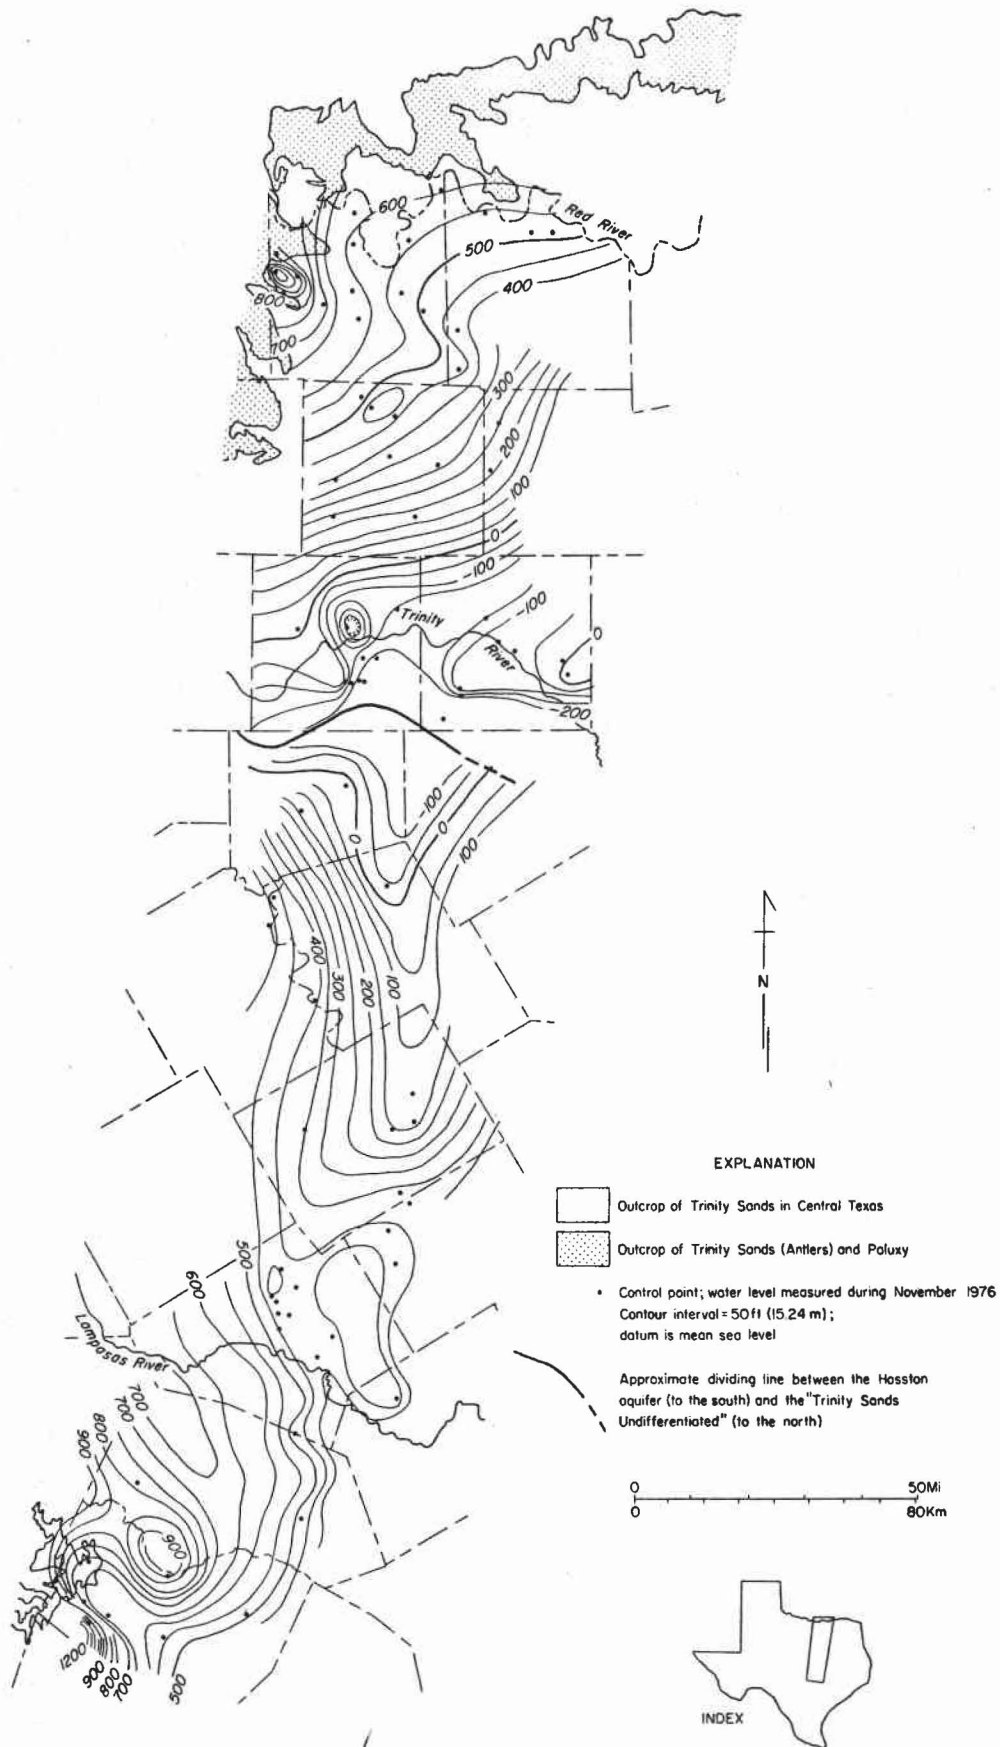 600
Red River
500
400
800
700
300
200
100
0
-100
Trinity
River
-100
0
-200
-100
0
0
100
400
300
200
100
N
EXPLANATION
Outcrop of Trinity Sands in Central Texas
Outcrop of Trinity Sands (Antlers) and Paluxy
• Control point; water level measured during November 1976
Contour interval = 50 ft (15.24 m);
datum is mean sea level
Approximate dividing line between the Hosston
aquifer (to the south) and the "Trinity Sands
Undifferentiated" (to the north)
500
600
Lampasas River
700
700
800
900
900
1200
900
800
700
500
0 50Mi
0 80Km
INDEX